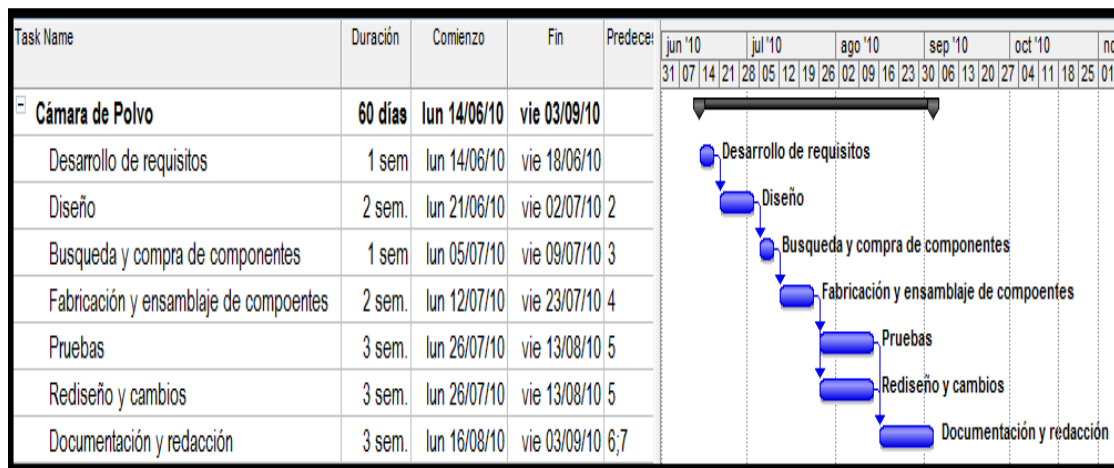 Task Name Duración Comienzo Fin Predeces
jun '10 jul '10 ago '10 sep '10 oct '10 no
31 07 14 21 28 05 12 19 26 02 09 16 23 30 06 13 20 27 04 11 18 25 01
Cámara de Polvo 60 días lun 14/06/10 vie 03/09/10
Desarrollo de requisitos 1 sem lun 14/06/10 vie 18/06/10 Desarrollo de requisitos
Diseño 2 sem. lun 21/06/10 vie 02/07/10 2 Diseño
Busqueda y compra de componentes 1 sem lun 05/07/10 vie 09/07/10 3 Busqueda y compra de componentes
Fabricación y ensamblaje de compoentes 2 sem. lun 12/07/10 vie 23/07/10 4 Fabricación y ensamblaje de compoentes
Pruebas 3 sem. lun 26/07/10 vie 13/08/10 5 Pruebas
Rediseño y cambios 3 sem. lun 26/07/10 vie 13/08/10 5 Rediseño y cambios
Documentación y redacción 3 sem. lun 16/08/10 vie 03/09/10 6;7 Documentación y redacción